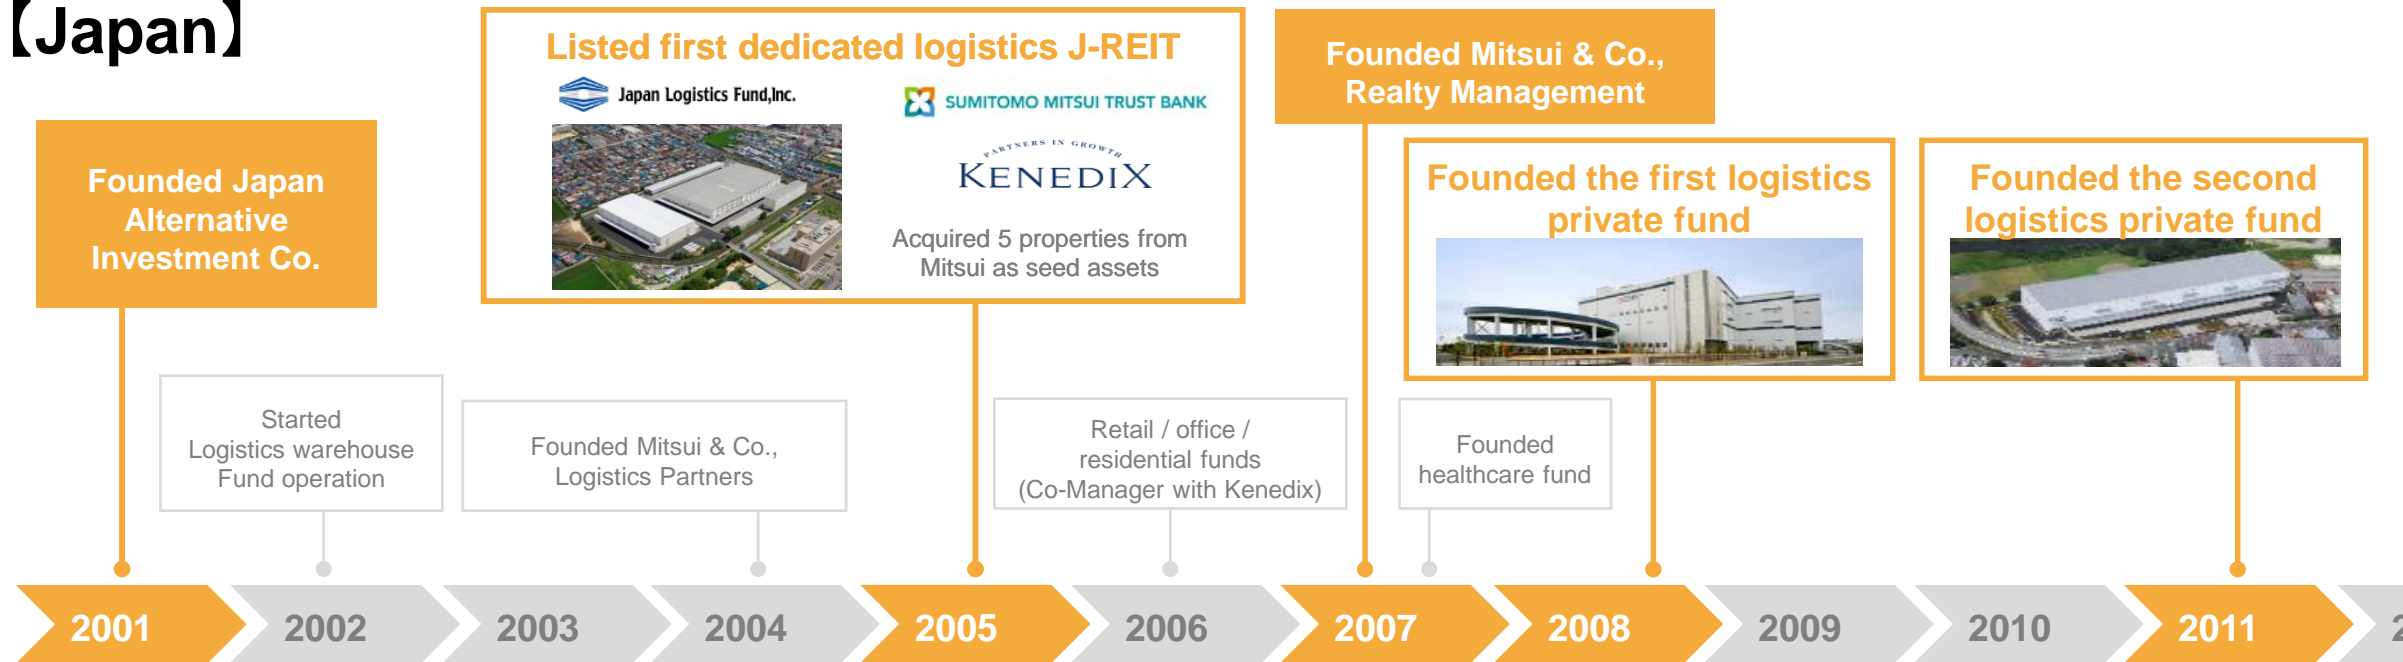 【Japan】
Listed first dedicated logistics J-REIT
Japan Logistics Fund,Inc.
SUMITOMO MITSUI TRUST BANK
PARTNERS IN GROWTH
KENEDIX
Acquired 5 properties from
Mitsui as seed assets
Founded Mitsui & Co.,
Realty Management
Founded Japan
Alternative
Investment Co.
Founded the first logistics
private fund
Founded the second
logistics private fund
Started
Logistics warehouse
Fund operation
Founded Mitsui & Co.,
Logistics Partners
Retail / office /
residential funds
(Co-Manager with Kenedix)
Founded
healthcare fund
2001
2002
2003
2004
2005
2006
2007
2008
2009
2010
2011